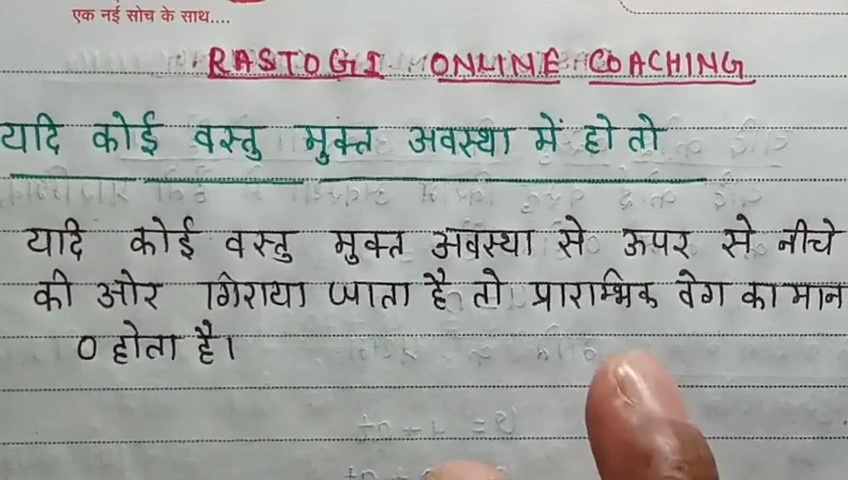 एक नई सोच के साथ....
RASTOGI ONLINE COACHING
यदि कोई वस्तु मुक्त अवस्था में हो तो
यदि कोई वस्तु मुक्त अवस्था से ऊपर से नीचे
की ओर गिराया जाता है तो प्रारम्भिक वेग का मान
0 होता है।